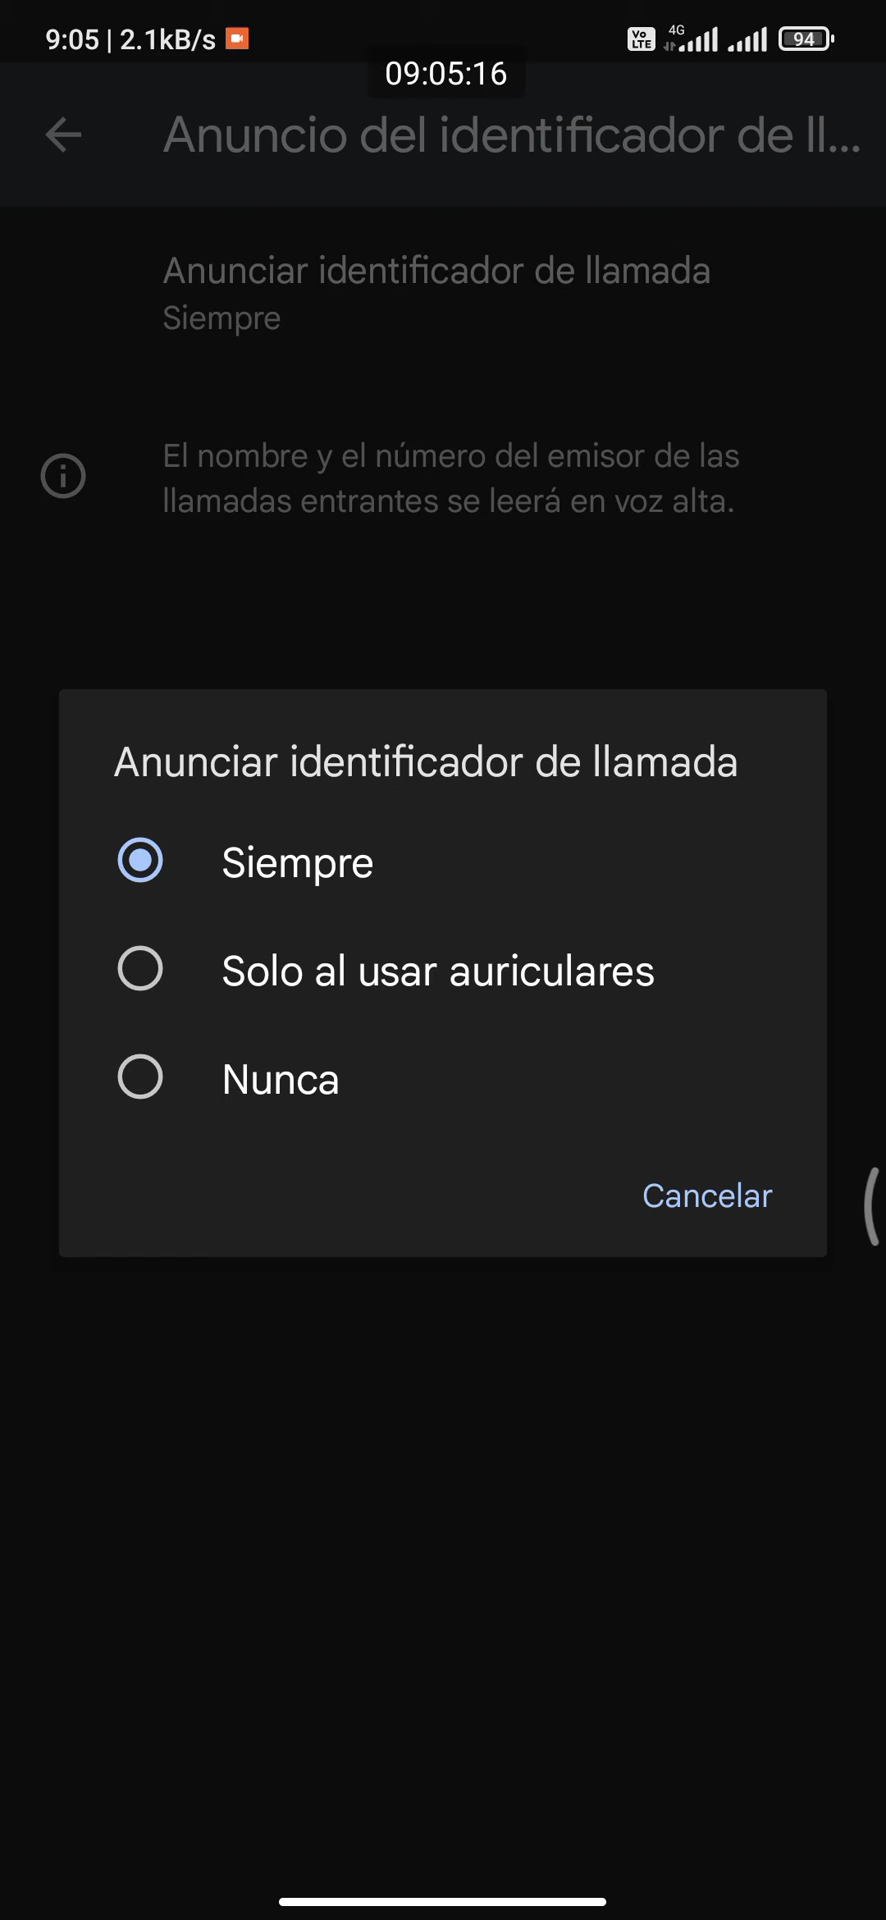 9:05 | 2.1kB/s
Vo LTE 4G 94
09:05:16
Anuncio del identificador de ll...
Anunciar identificador de llamada
Siempre
El nombre y el número del emisor de las
llamadas entrantes se leerá en voz alta.
Anunciar identificador de llamada
Siempre
Solo al usar auriculares
Nunca
Cancelar